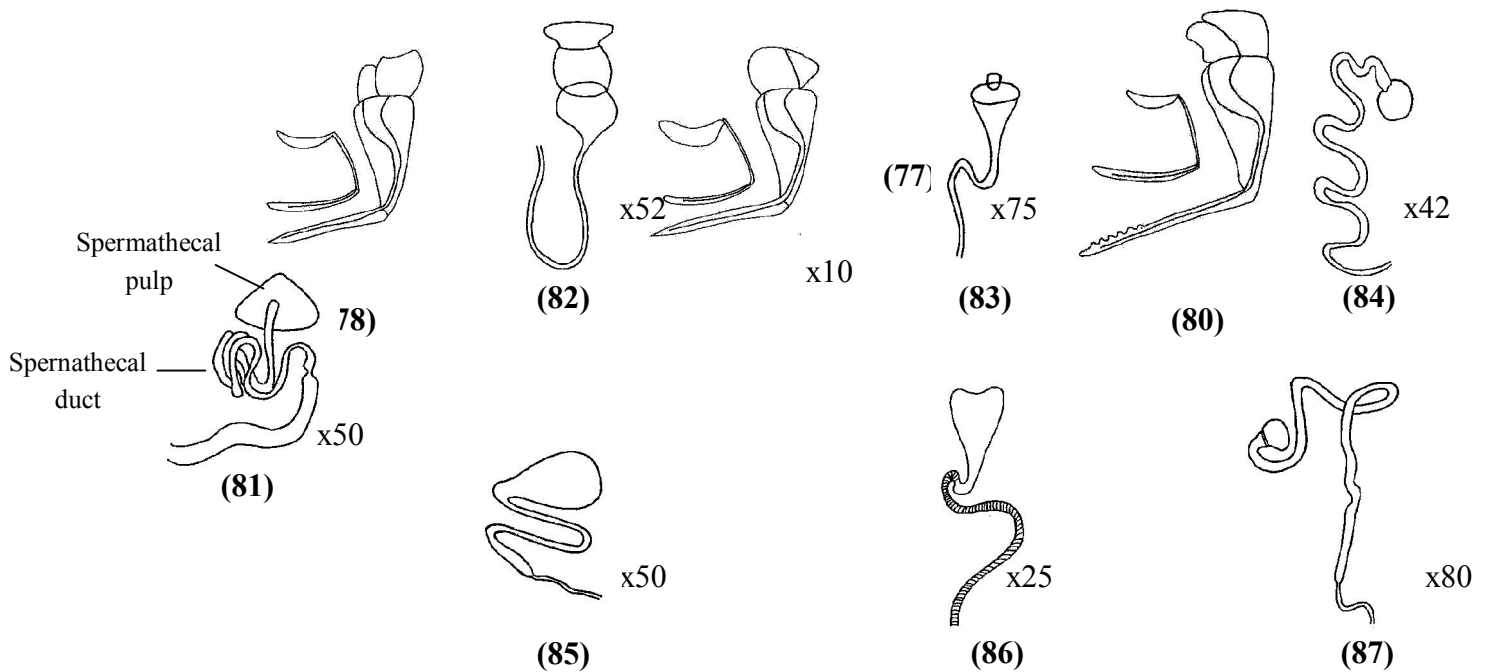 (77)
x52
x75
x42
x10
Spermathecal
pulp
(82)
(83)
(80)
(84)
78)
Spernathecal
duct
x50
(81)
x50
x25
x80
(85)
(86)
(87)